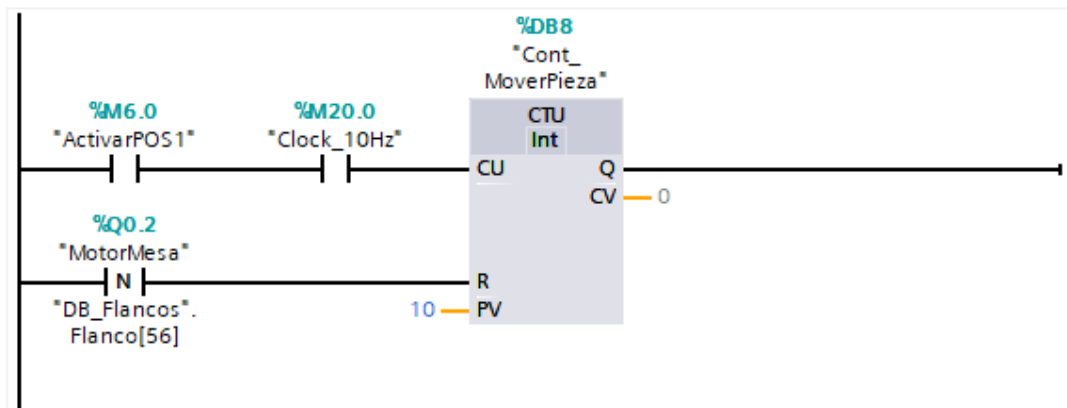 %DB8
"Cont_
MoverPieza"
%M6.0
"ActivarPOS1"
%M20.0
"Clock_10Hz"
CTU
Int
CU
Q
CV
0
%Q0.2
"MotorMesa"
N
"DB_Flancos".
Flanco[56]
R
10
PV